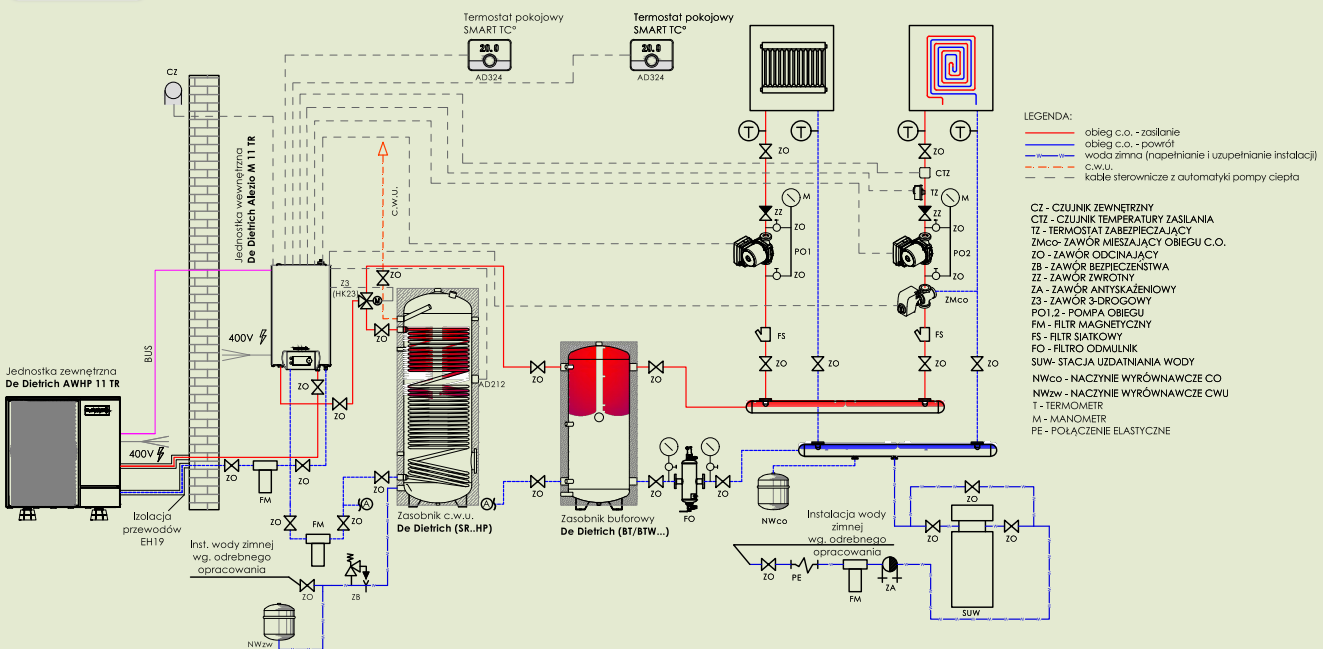 Termostat pokojowy
SMART TC°
20.0
AD324
Termostat pokojowy
SMART TC°
20.0
AD324
CZ
Jednostka wewnętrzna
De Dietrich Alezio M 11 TR
c.w.u.
T
T
T
T
ZO
ZO
CTZ
TZ
M
M
ZZ
ZZ
ZO
ZO
PO1
PO2
ZO
ZO
ZMco
FS
FS
ZO
ZO
ZO
ZO
LEGENDA:
obieg c.o. - zasilanie
obieg c.o. - powrót
woda zimna (napełnianie i uzupełnianie instalacji)
c.w.u.
kable sterownicze z automatyki pompy ciepła
CZ - CZUJNIK ZEWNĘTRZNY
CTZ - CZUJNIK TEMPERATURY ZASILANIA
TZ - TERMOSTAT ZABEZPIECZAJĄCY
ZMco- ZAWÓR MIESZAJĄCY OBIEGU C.O.
ZO - ZAWÓR ODCINAJĄCY
ZB - ZAWÓR BEZPIECZEŃSTWA
ZZ - ZAWÓR ZWROTNY
ZA - ZAWÓR ANTYSKAŻENIOWY
Z3 - ZAWÓR 3-DROGOWY
PO1,2 - POMPA OBIEGU
FM - FILTR MAGNETYCZNY
FS - FILTR SIATKOWY
FO - FILTRO ODMULNIK
SUW- STACJA UZDATNIANIA WODY
NWco - NACZYNIE WYRÓWNAWCZE CO
NWzw - NACZYNIE WYRÓWNAWCZE CWU
T - TERMOMETR
M - MANOMETR
PE - POŁĄCZENIE ELASTYCZNE
ZO
Z3
(HK23)
M
ZO
400V
BUS
ZO
ZO
AD212
ZO
ZO
Jednostka zewnętrzna
De Dietrich AWHP 11 TR
400V
ZO
FM
ZO
ZO
A
A
ZO
ZO
FO
ZO
NWco
Izolacja
przewodów
EH19
ZO
FM
ZO
Zasobnik c.w.u.
De Dietrich (SR..HP)
Zasobnik buforowy
De Dietrich (BT/BTW...)
Instalacja wody
zimnej
wg. odrebnego
opracowania
ZO
ZO
ZO
Inst. wody zimnej
wg. odrebnego
opracowania
ZO
ZB
ZO
PE
FM
ZA
SUW
NWzw